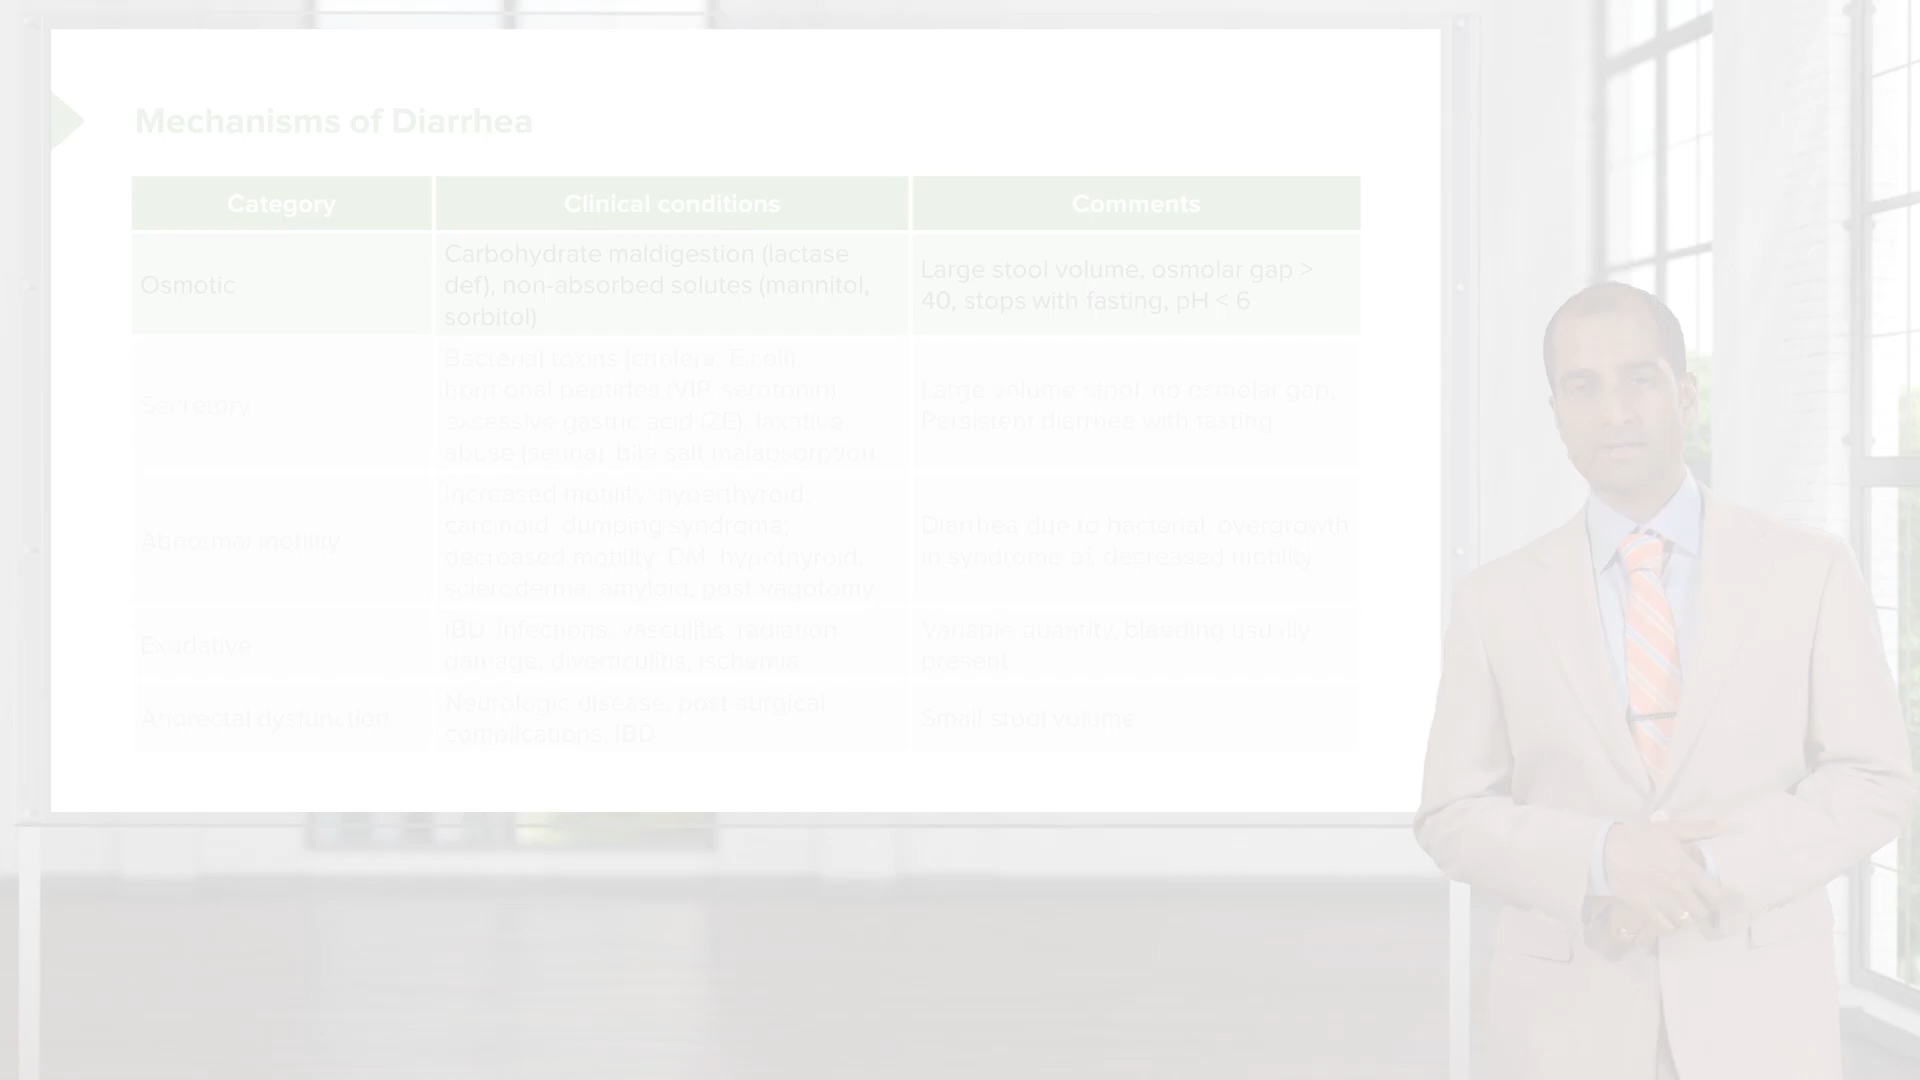 Mechanisms of Diarrhea
Category
Clinical conditions
Comments
Osmotic
Carbohydrate maldigestion (lactase
def), non-absorbed solutes (mannitol,
sorbitol)
Large stool volume, osmolar gap >
40, stops with fasting, pH < 6
Secretory
Bacterial toxins (cholera, E.coli),
hormonal peptides (VIP, serotonin),
excessive gastric acid (ZE), laxative
abuse (senna), bile salt malabsorption
Large volume stool, no osmolar gap,
Persistent diarrhea with fasting
Abnormal motility
Increased motility: hyperthyroid,
carcinoid, dumping syndrome;
decreased motility: DM, hypothyroid,
scleroderma, amyloid, post vagotomy
Diarrhea due to bacterial, overgrowth
in syndrome of, decreased motility
Exudative
IBD, infections, vasculitis, radiation
damage, diverticulitis, ischemia
Variable quantity, bleeding usually
present
Anorectal dysfunction
Neurologic disease, post-surgical
complications, IBD
Small stool volume